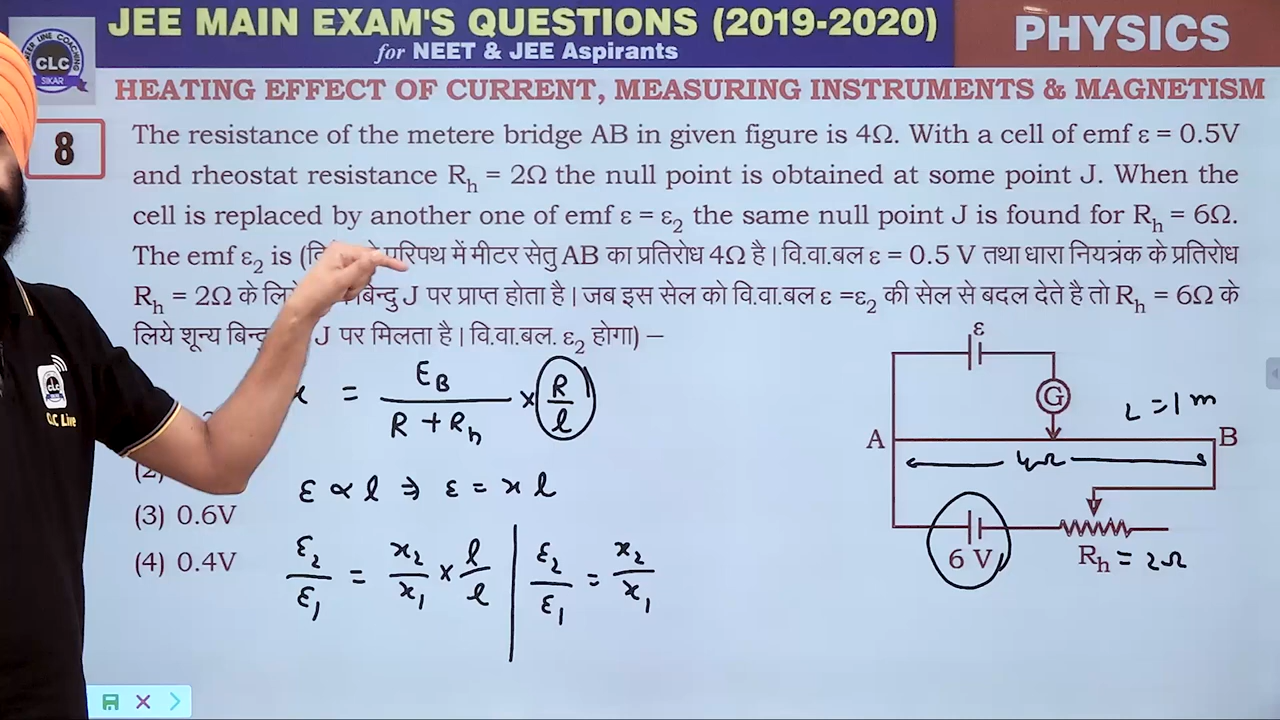 JEE MAIN EXAM'S QUESTIONS (2019-2020)
for NEET & JEE Aspirants
PHYSICS
CLC
SIKAR
HEATING EFFECT OF CURRENT, MEASURING INSTRUMENTS & MAGNETISM
8
The resistance of the metere bridge AB in given figure is 4Ω. With a cell of emf ε = 0.5V
and rheostat resistance Rₕ = 2Ω the null point is obtained at some point J. When the
cell is replaced by another one of emf ε = ε₂ the same null point J is found for Rₕ = 6Ω.
The emf ε₂ is ( परिपथ में मीटर सेतु AB का प्रतिरोध 4Ω है। वि.वा.बल ε = 0.5 V तथा धारा नियत्रंक के प्रतिरोध
Rₕ = 2Ω के बिन्दु J पर प्राप्त होता है। जब इस सेल को वि.वा.बल ε =ε₂ की सेल से बदल देते है तो Rₕ = 6Ω के
लिये शून्य J पर मिलता है। वि.वा.बल. ε₂ होगा) –
(2)
(3) 0.6V
(4) 0.4V
= E_B / (R + Rₕ) × R/l
ε ∝ l ⇒ ε = x l
ε₂/ε₁ = x₂/x₁ × l/l | ε₂/ε₁ = x₂/x₁
ε
G
L = 1 m
A
B
4Ω
6 V
Rₕ = 2Ω
CLC
CLC Live